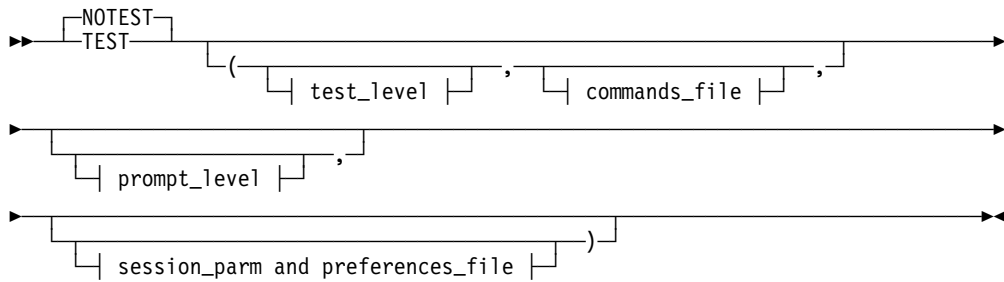 NOTEST
TEST
( test_level , commands_file ,
prompt_level ,
session_parm and preferences_file )